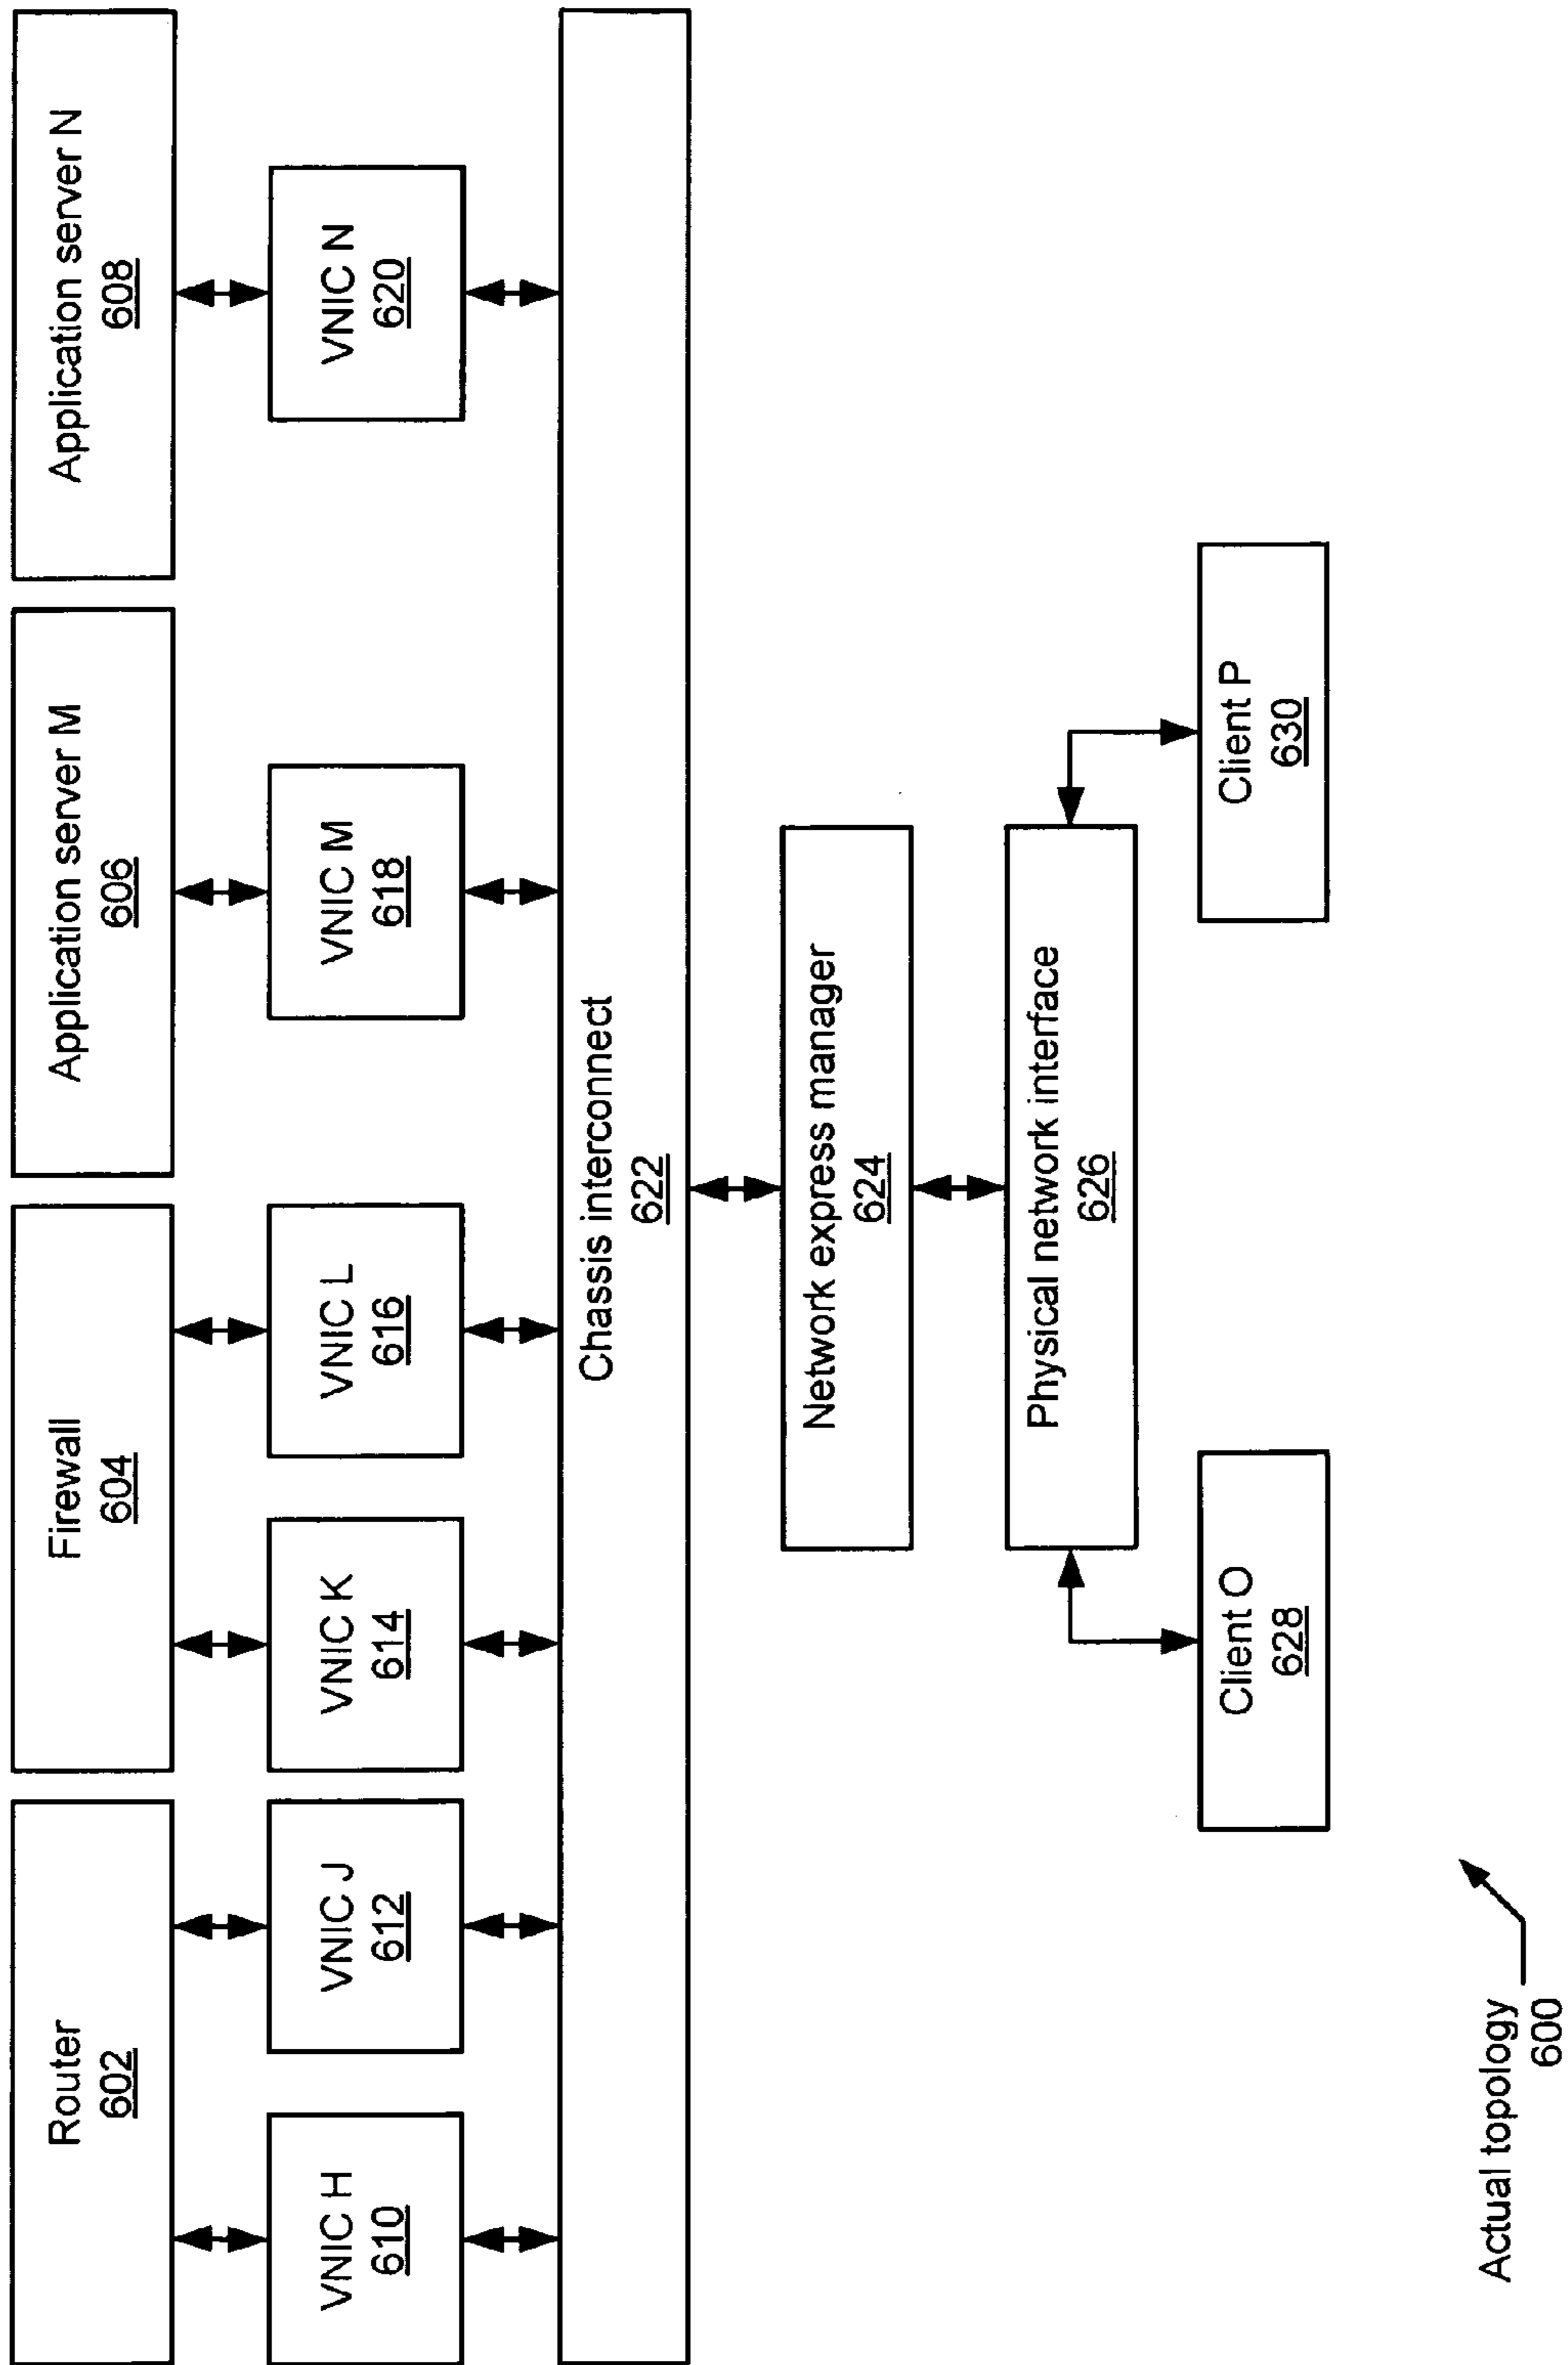 Router
602
Firewall
604
Application server M
606
Application server N
608
VNIC H
610
VNIC J
612
VNIC K
614
VNIC L
616
VNIC M
618
VNIC N
620
Chassis interconnect
622
Network express manager
624
Physical network interface
626
Client O
628
Client P
630
Actual topology
600